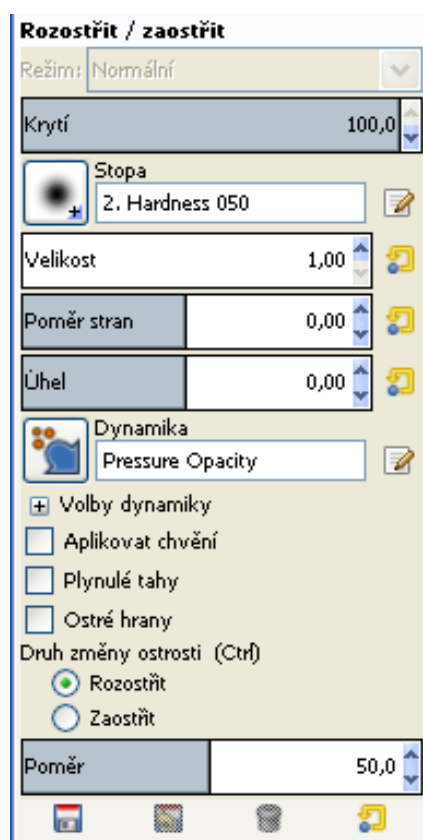 Rozostřit / zaostřit
Režim: Normální
Krytí 100,0
Stopa
2. Hardness 050
Velikost 1,00
Poměr stran 0,00
Úhel 0,00
Dynamika
Pressure Opacity
Volby dynamiky
Aplikovat chvění
Plynulé tahy
Ostré hrany
Druh změny ostrosti (Ctrl)
Rozostřit
Zaostřit
Poměr 50,0